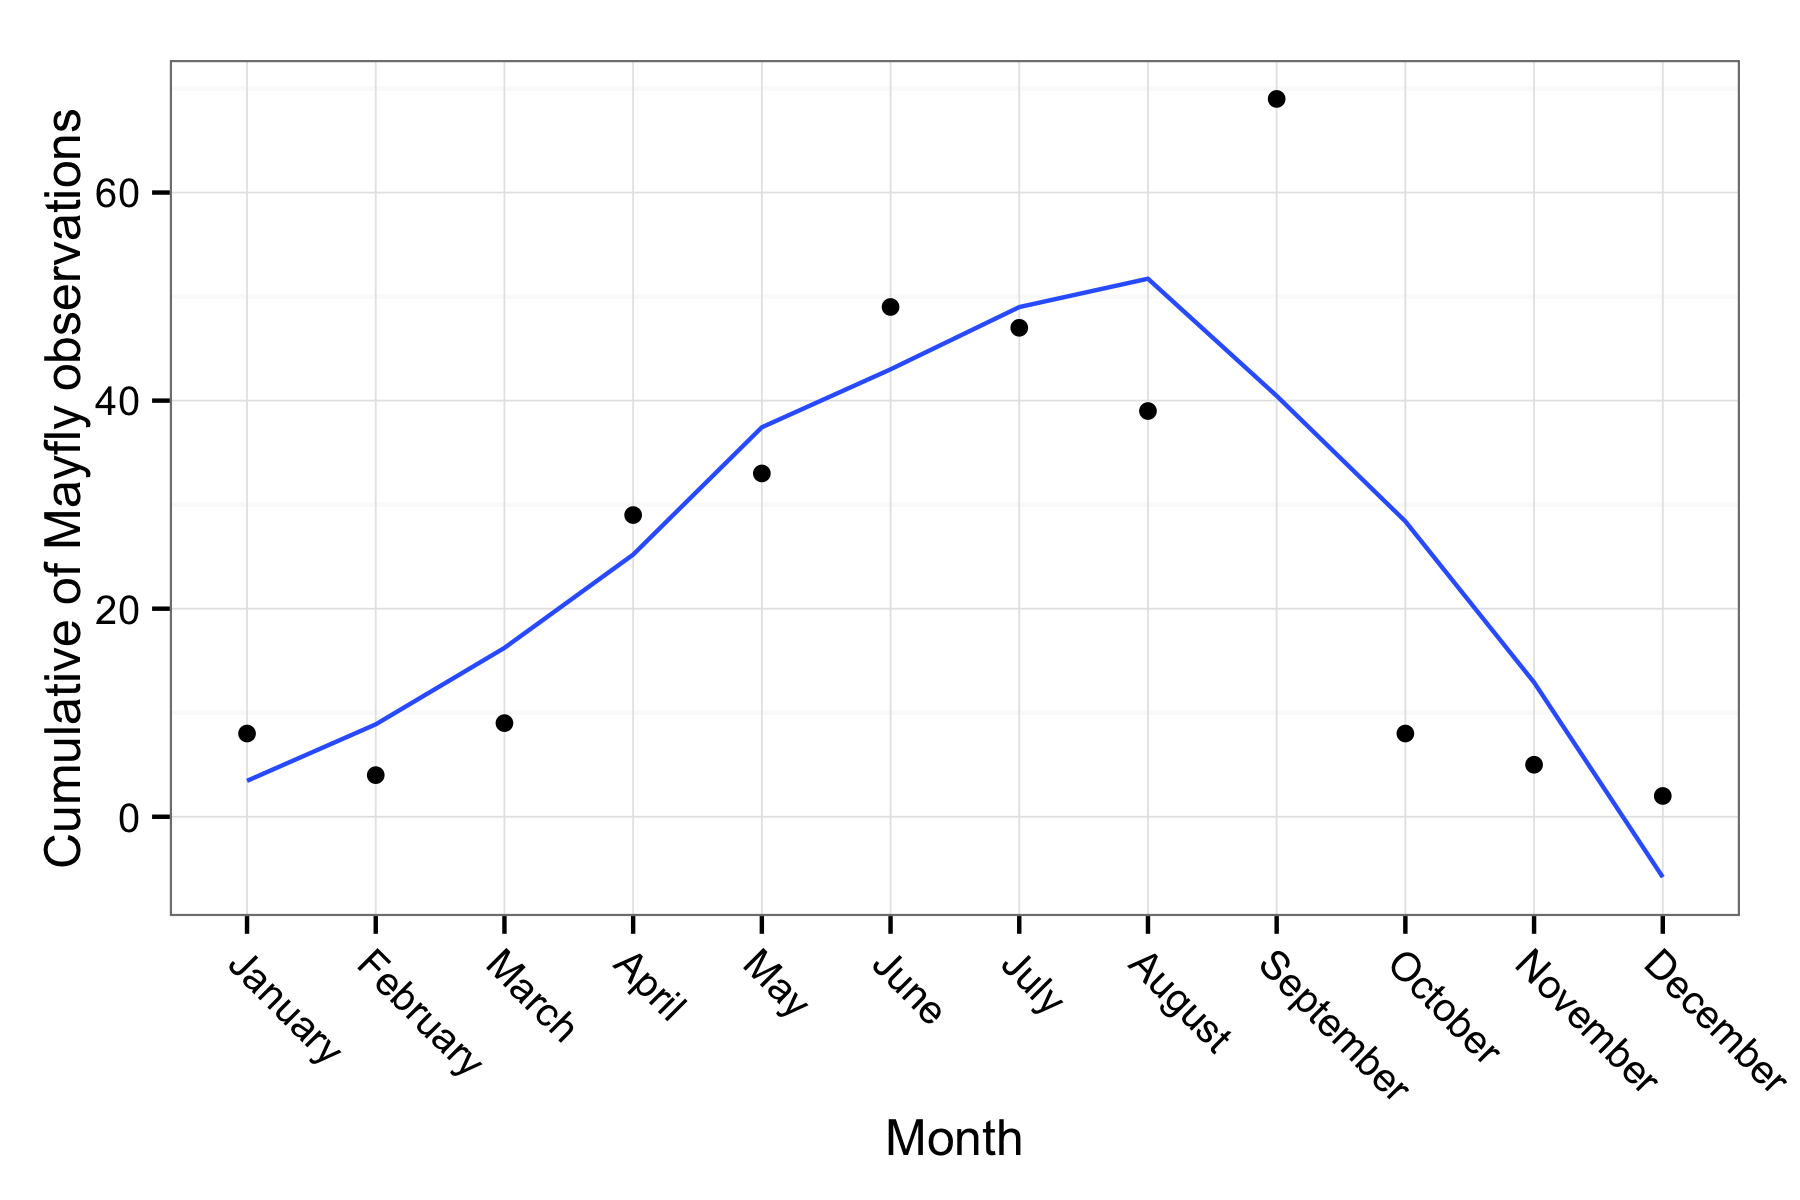 Cumulative of Mayfly observations
60
40
20
0
January
February
March
April
May
June
July
August
September
October
November
December
Month